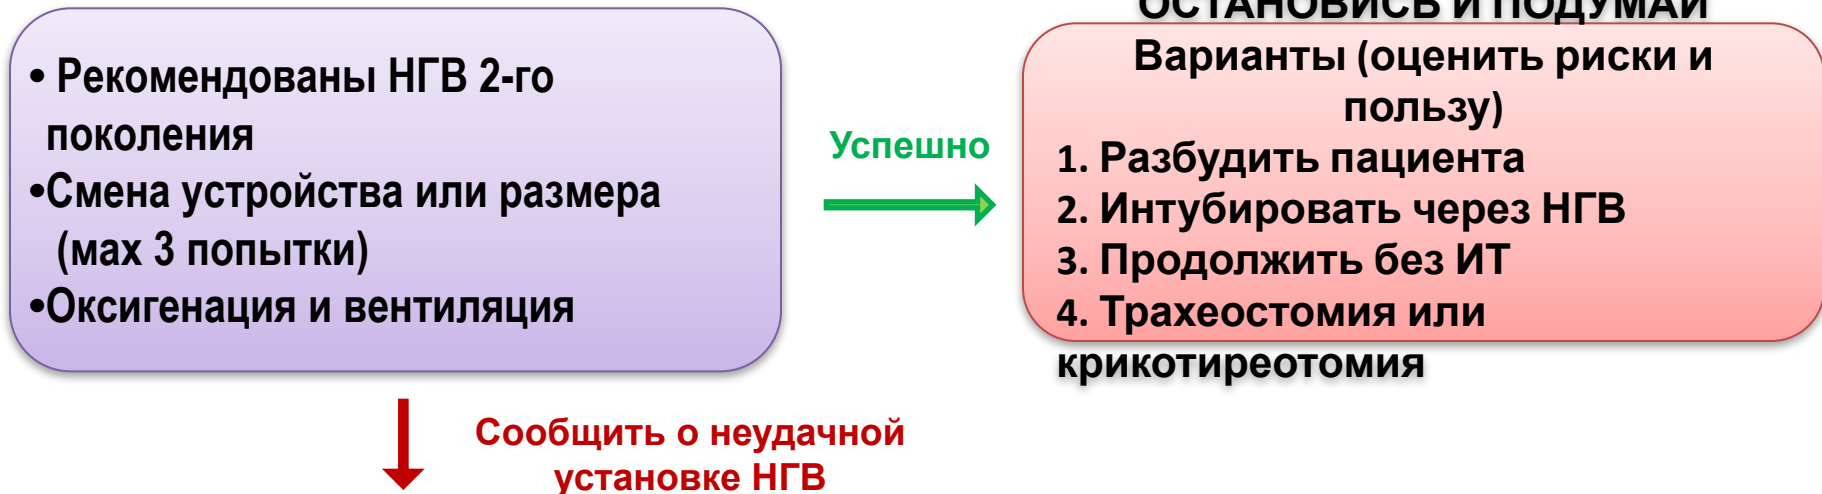 • Рекомендованы НГВ 2-го
поколения
•Смена устройства или размера
(мах 3 попытки)
•Оксигенация и вентиляция
Успешно
ОСТАНОВИСЬ И ПОДУМАЙ
Варианты (оценить риски и
пользу)
1. Разбудить пациента
2. Интубировать через НГВ
3. Продолжить без ИТ
4. Трахеостомия или
крикотиреотомия
Сообщить о неудачной
установке НГВ